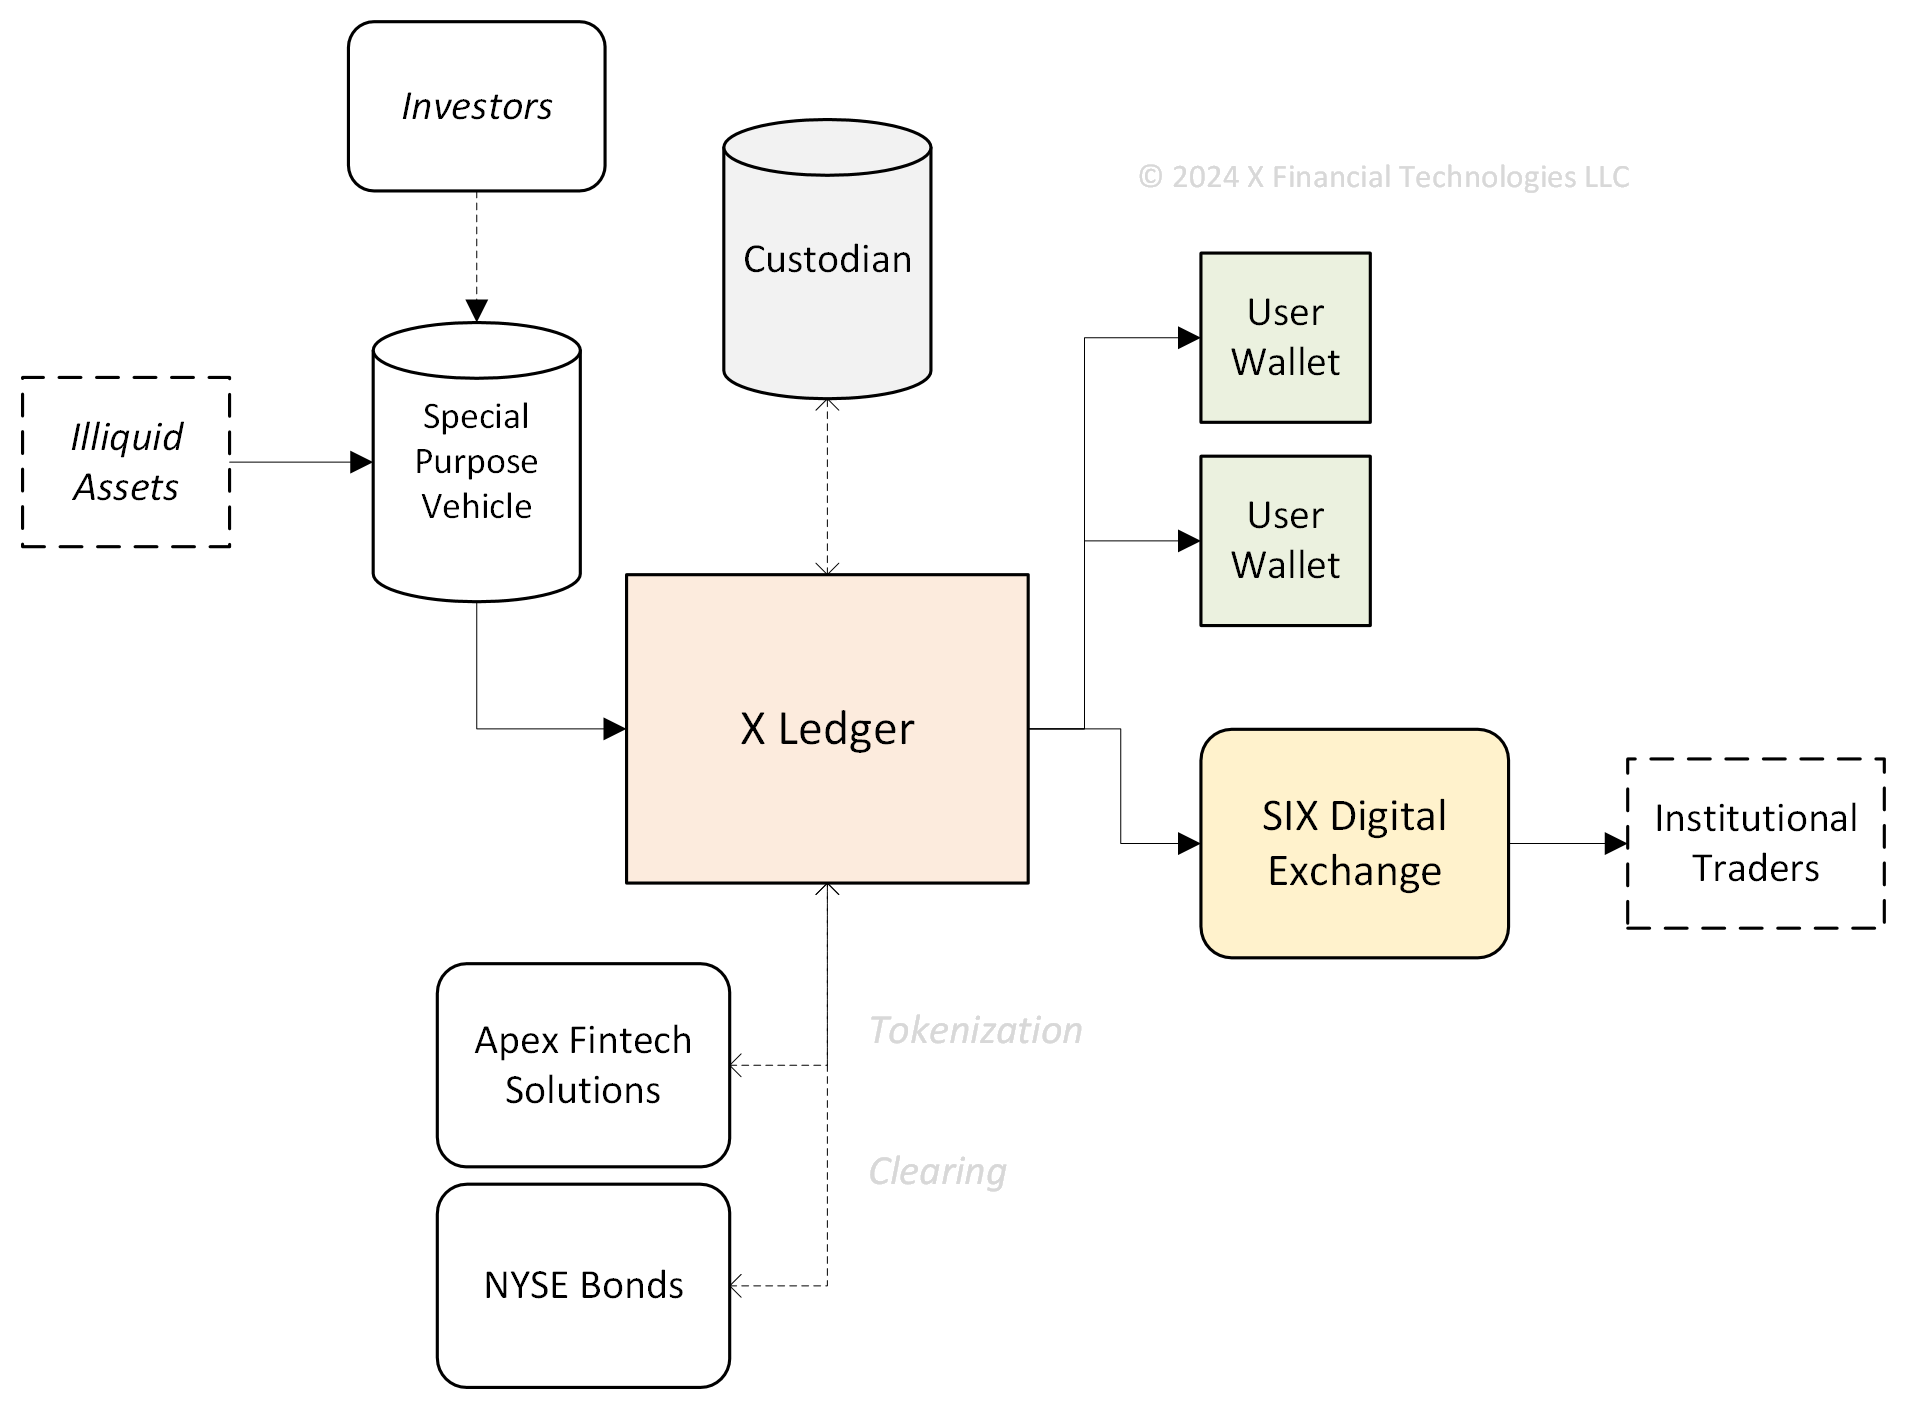 Investors
Custodian
© 2024 X Financial Technologies LLC
User
Wallet
Illiquid
Assets
Special
Purpose
Vehicle
User
Wallet
X Ledger
SIX Digital
Exchange
Institutional
Traders
Apex Fintech
Solutions
Tokenization
Clearing
NYSE Bonds